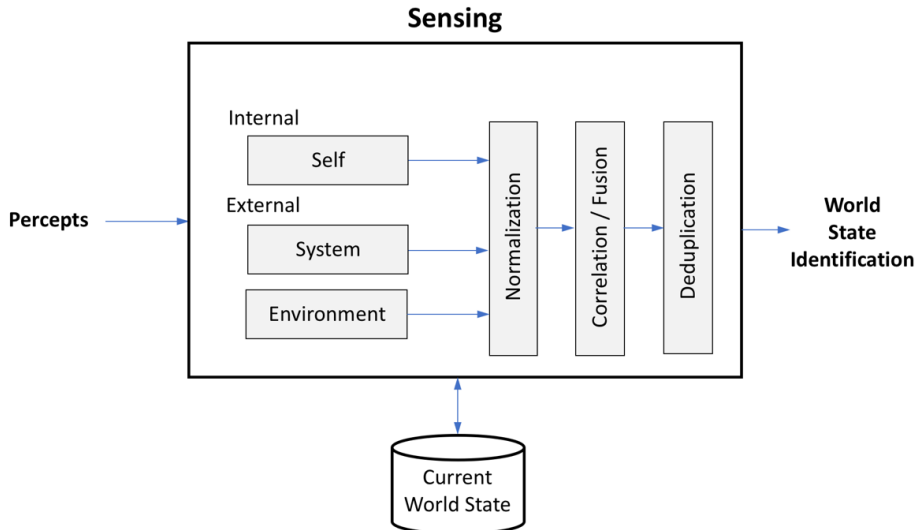 Sensing
Internal
Self
External
System
Environment
Normalization
Correlation / Fusion
Deduplication
Percepts
World
State
Identification
Current
World State